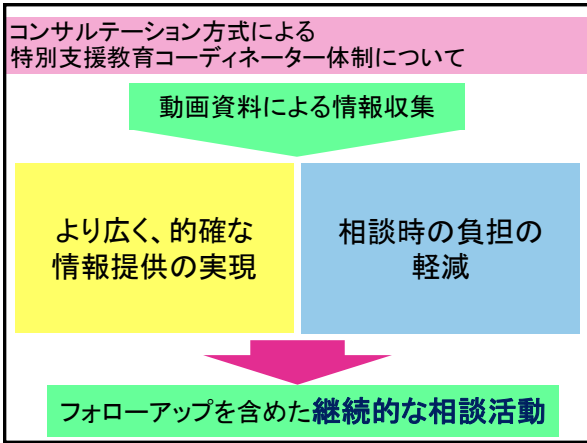 コンサルテーション方式による
特別支援教育コーディネーター体制について
動画資料による情報収集
より広く、的確な
情報提供の実現
相談時の負担の
軽減
フォローアップを含めた継続的な相談活動